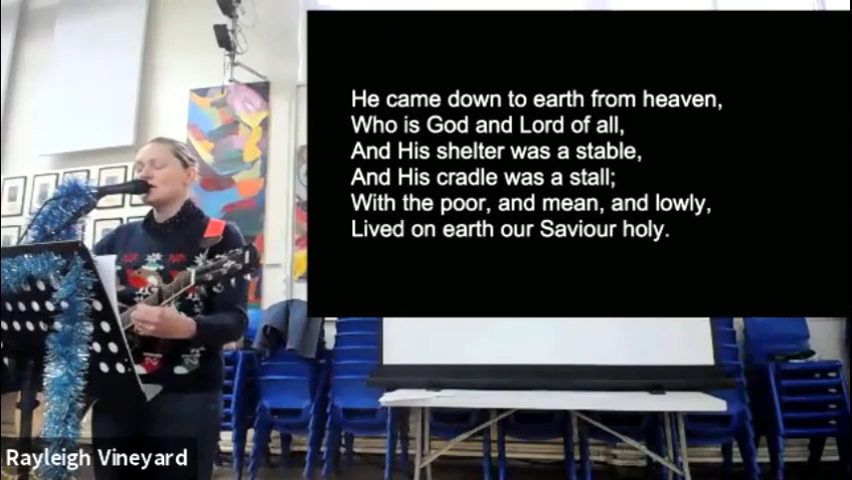 He came down to earth from heaven,
Who is God and Lord of all,
And His shelter was a stable,
And His cradle was a stall;
With the poor, and mean, and lowly,
Lived on earth our Saviour holy.
Rayleigh Vineyard